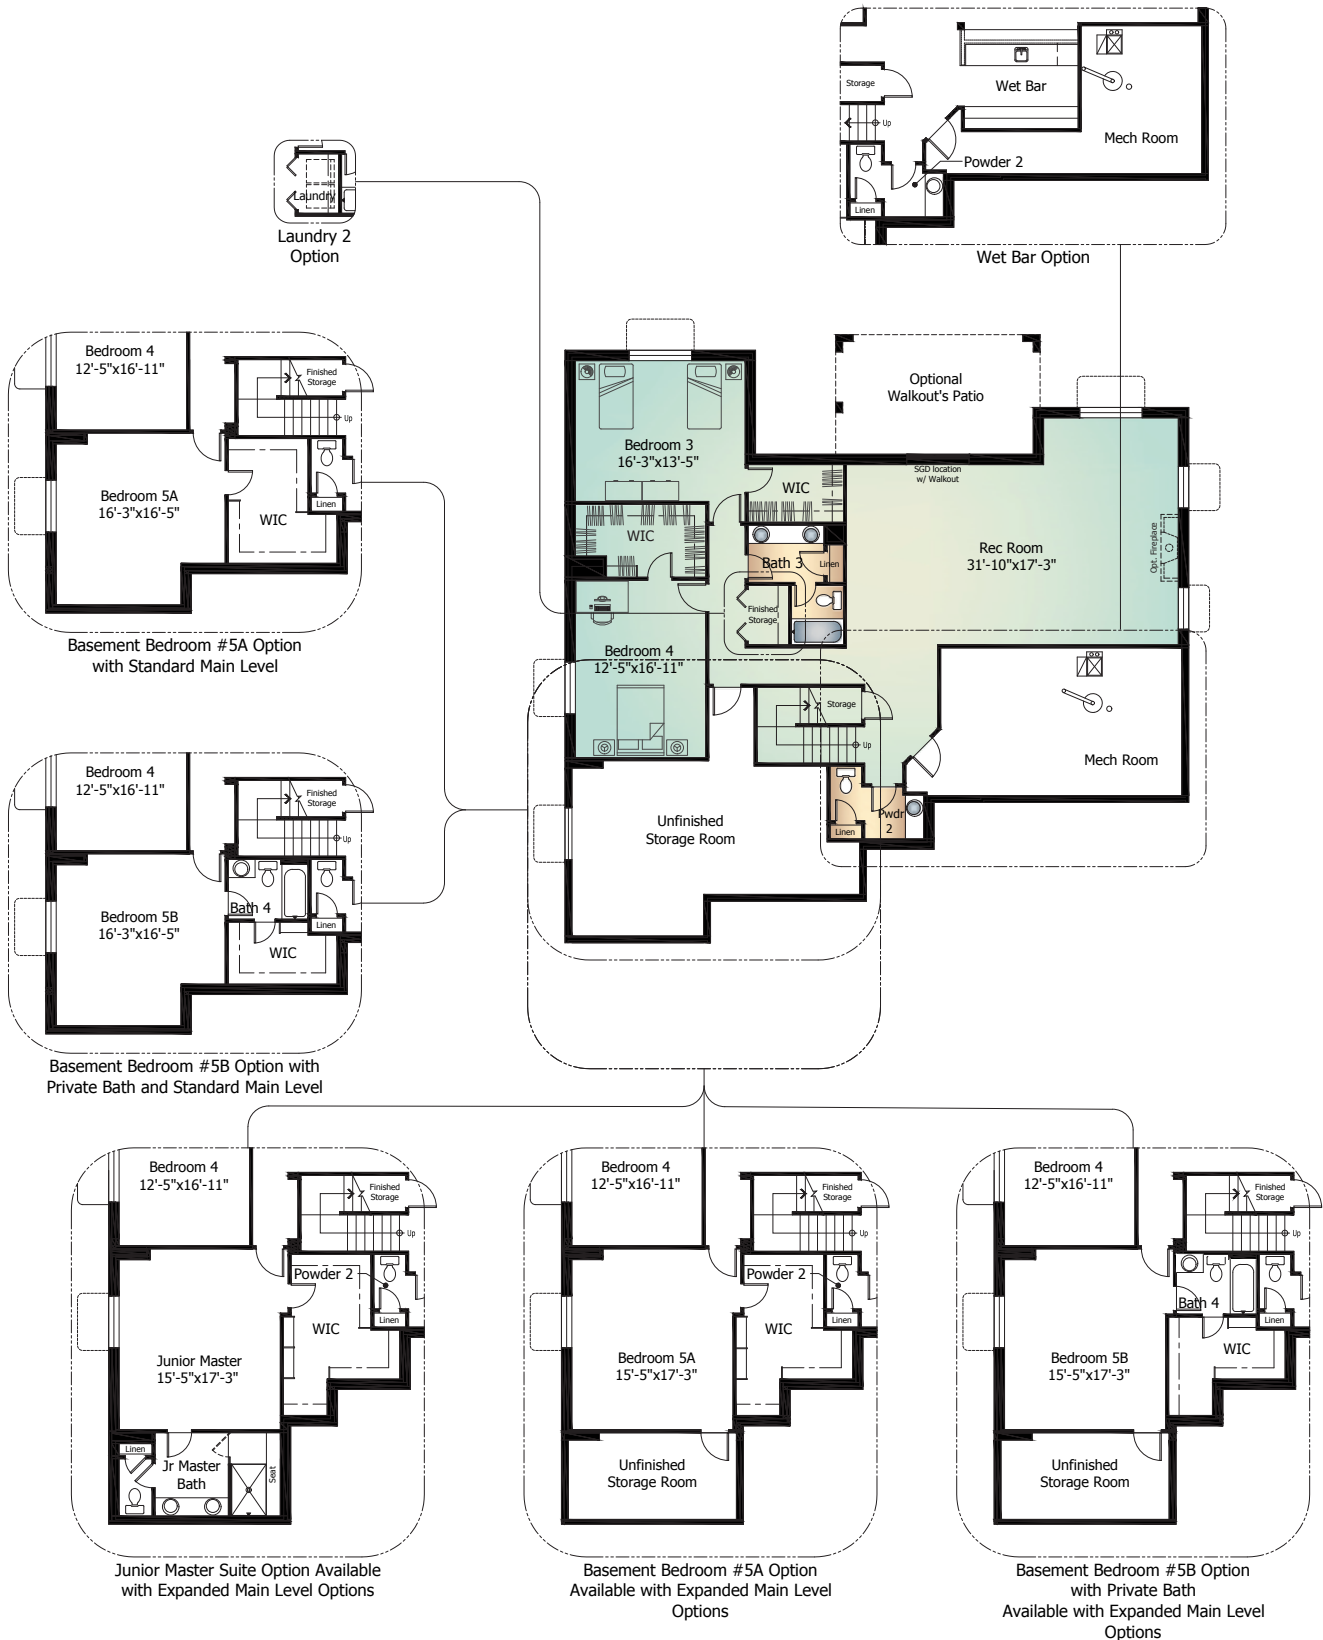 Storage
Wet Bar
Up
Mech Room
Powder 2
Linen
Wet Bar Option
Laundry
Laundry 2
Option
Bedroom 4
12'-5"x16'-11"
Finished
Storage
Up
Bedroom 5A
16'-3"x16'-5"
WIC
Linen
Basement Bedroom #5A Option
with Standard Main Level
Bedroom 4
12'-5"x16'-11"
Finished
Storage
Up
Bath 4
Bedroom 5B
16'-3"x16'-5"
Linen
WIC
Basement Bedroom #5B Option with
Private Bath and Standard Main Level
Optional
Walkout's Patio
Bedroom 3
16'-3"x13'-5"
SGD location
w/ Walkout
WIC
WIC
Bath 3
Linen
Rec Room
31'-10"x17'-3"
Opt. Fireplace
Finished
Storage
Bedroom 4
12'-5"x16'-11"
Storage
Up
Mech Room
Unfinished
Storage Room
Pwdr
2
Linen
Bedroom 4
12'-5"x16'-11"
Finished
Storage
Up
Powder 2
Linen
WIC
Junior Master
15'-5"x17'-3"
Linen
Jr Master
Bath
Seat
Junior Master Suite Option Available
with Expanded Main Level Options
Bedroom 4
12'-5"x16'-11"
Finished
Storage
Up
Powder 2
Linen
WIC
Bedroom 5A
15'-5"x17'-3"
Unfinished
Storage Room
Basement Bedroom #5A Option
Available with Expanded Main Level
Options
Bedroom 4
12'-5"x16'-11"
Finished
Storage
Up
Bath 4
Linen
WIC
Bedroom 5B
15'-5"x17'-3"
Unfinished
Storage Room
Basement Bedroom #5B Option
with Private Bath
Available with Expanded Main Level
Options